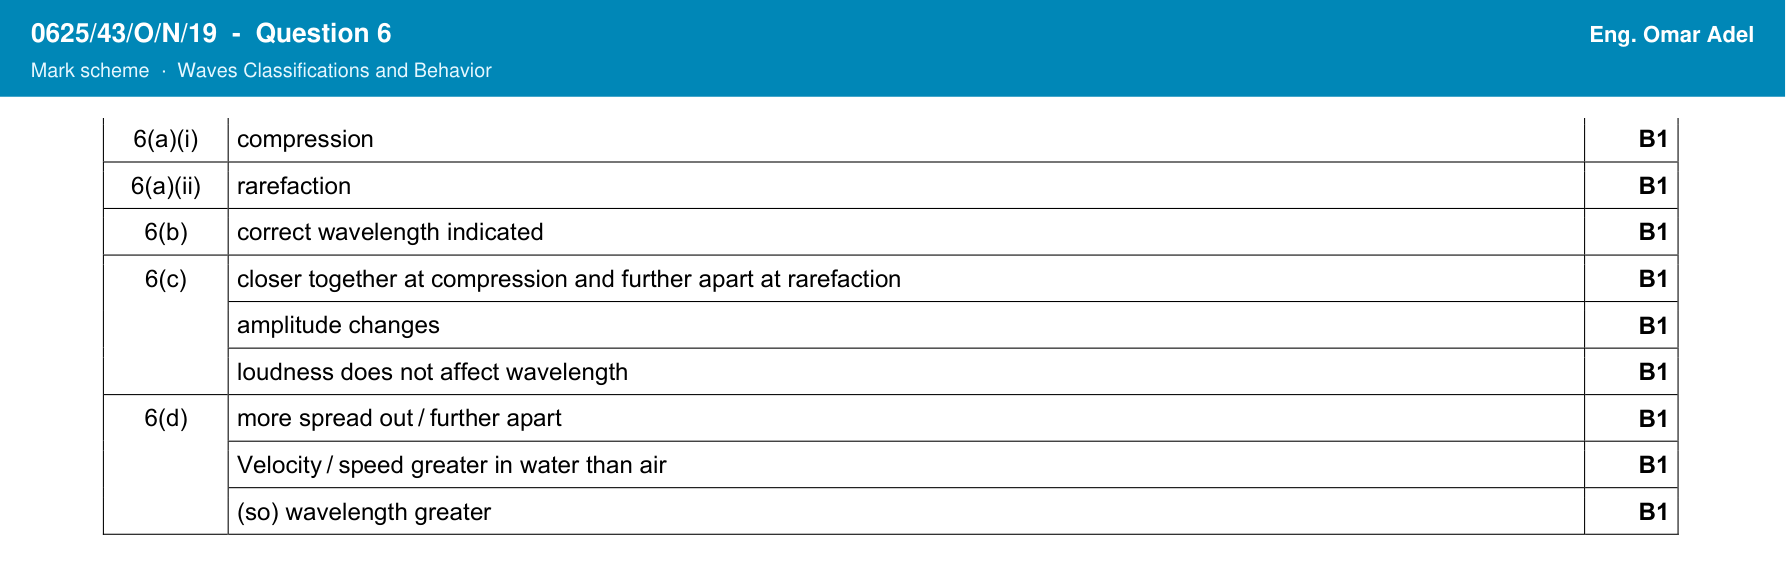 0625/43/O/N/19 - Question 6
Eng. Omar Adel
Mark scheme · Waves Classifications and Behavior
6(a)(i) compression B1
6(a)(ii) rarefaction B1
6(b) correct wavelength indicated B1
6(c) closer together at compression and further apart at rarefaction B1
amplitude changes B1
loudness does not affect wavelength B1
6(d) more spread out / further apart B1
Velocity / speed greater in water than air B1
(so) wavelength greater B1